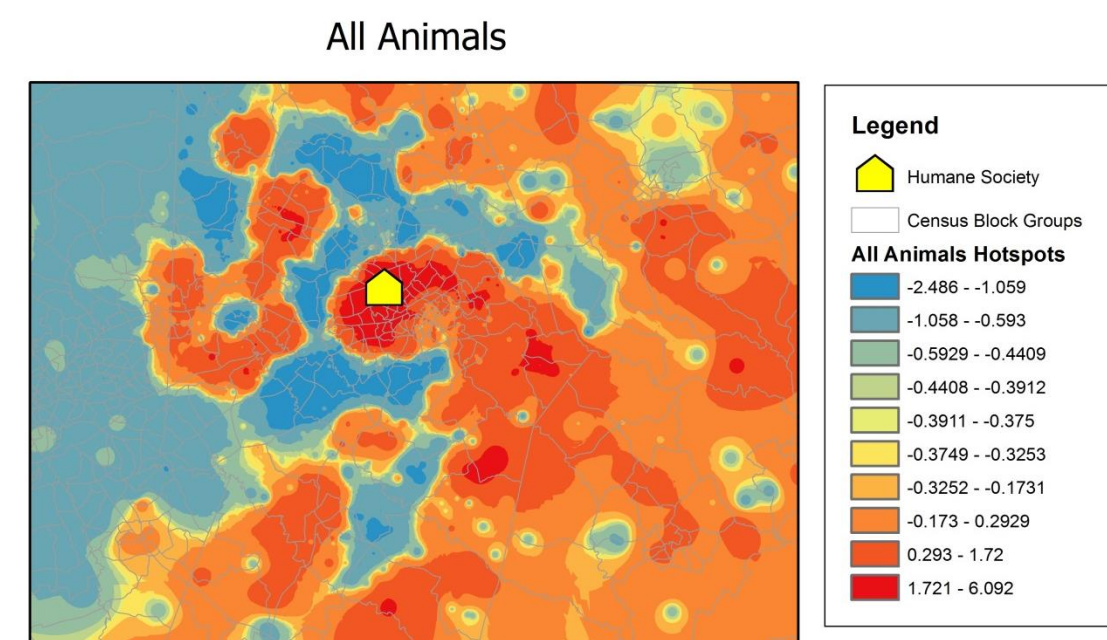 All Animals
Legend
Humane Society
Census Block Groups
All Animals Hotspots
-2.486 - -1.059
-1.058 - -0.593
-0.5929 - -0.4409
-0.4408 - -0.3912
-0.3911 - -0.375
-0.3749 - -0.3253
-0.3252 - -0.1731
-0.173 - 0.2929
0.293 - 1.72
1.721 - 6.092